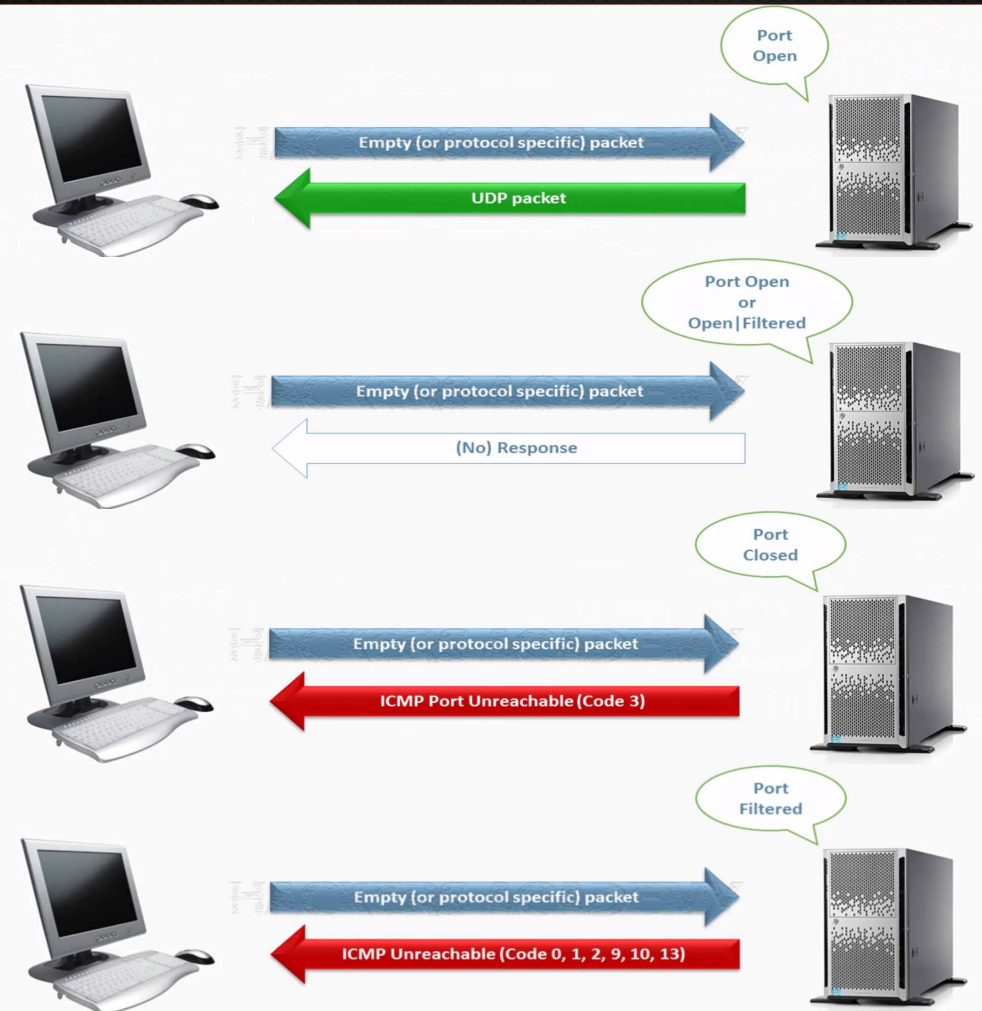 Port
Open
Empty (or protocol specific) packet
UDP packet
Port Open
or
Open|Filtered
Empty (or protocol specific) packet
(No) Response
Port
Closed
Empty (or protocol specific) packet
ICMP Port Unreachable (Code 3)
Port
Filtered
Empty (or protocol specific) packet
ICMP Unreachable (Code 0, 1, 2, 9, 10, 13)